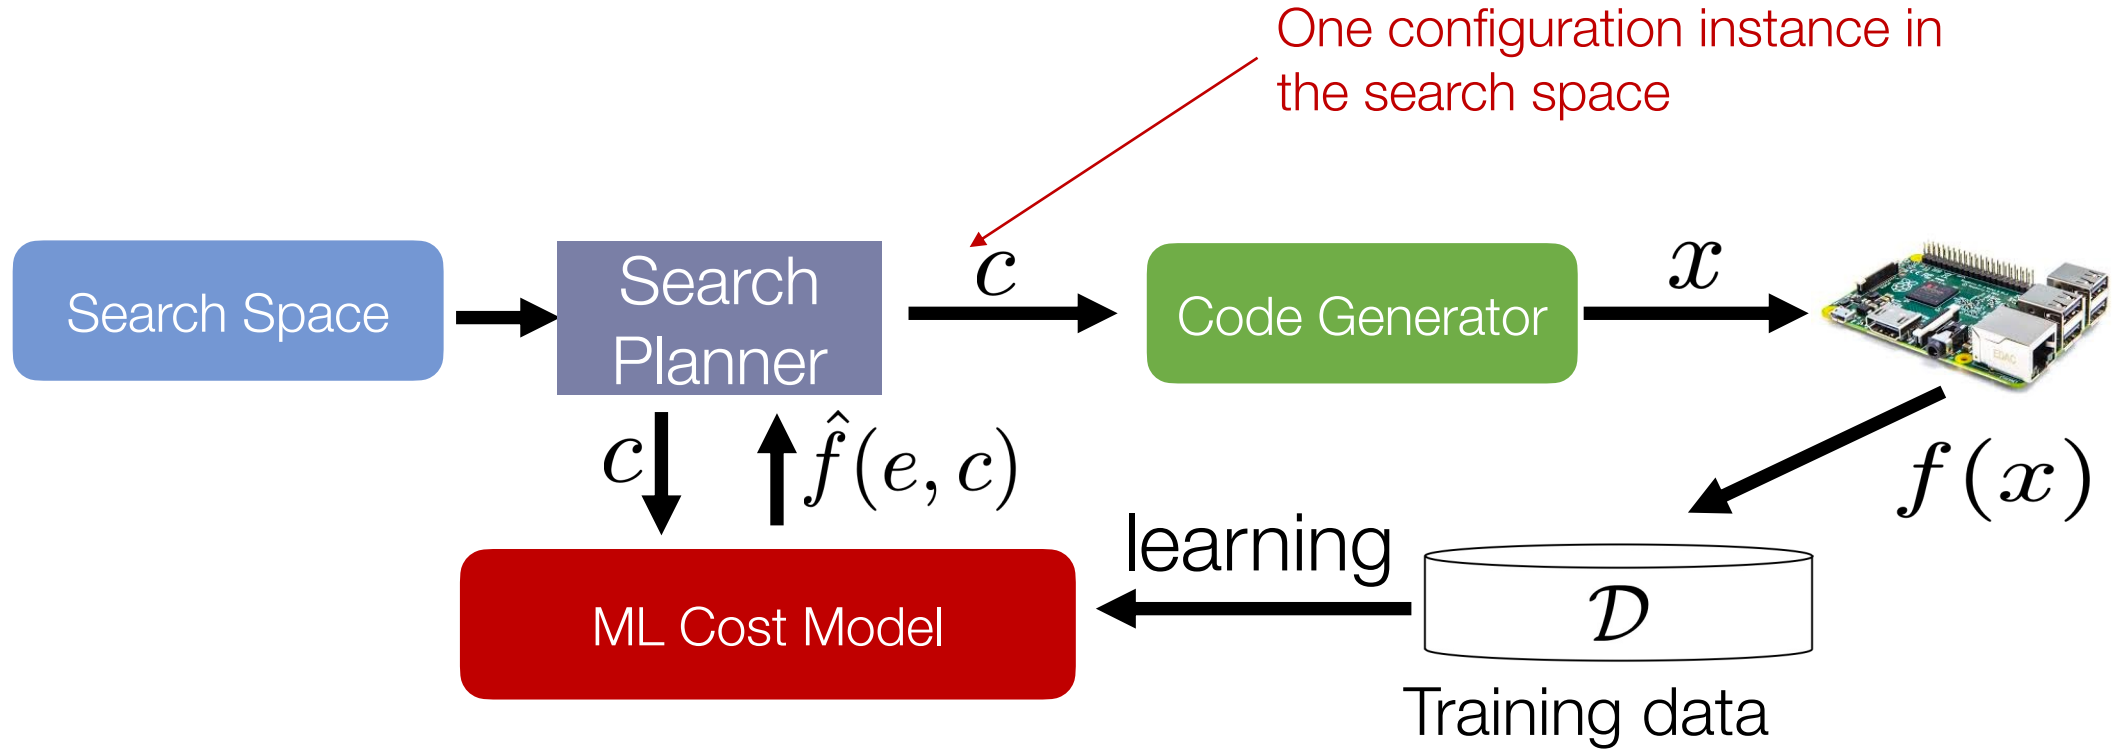 One configuration instance in
the search space
Search Space
Search
Planner
c
Code Generator
x
c
f̂(e, c)
f(x)
learning
ML Cost Model
𝒟
Training data